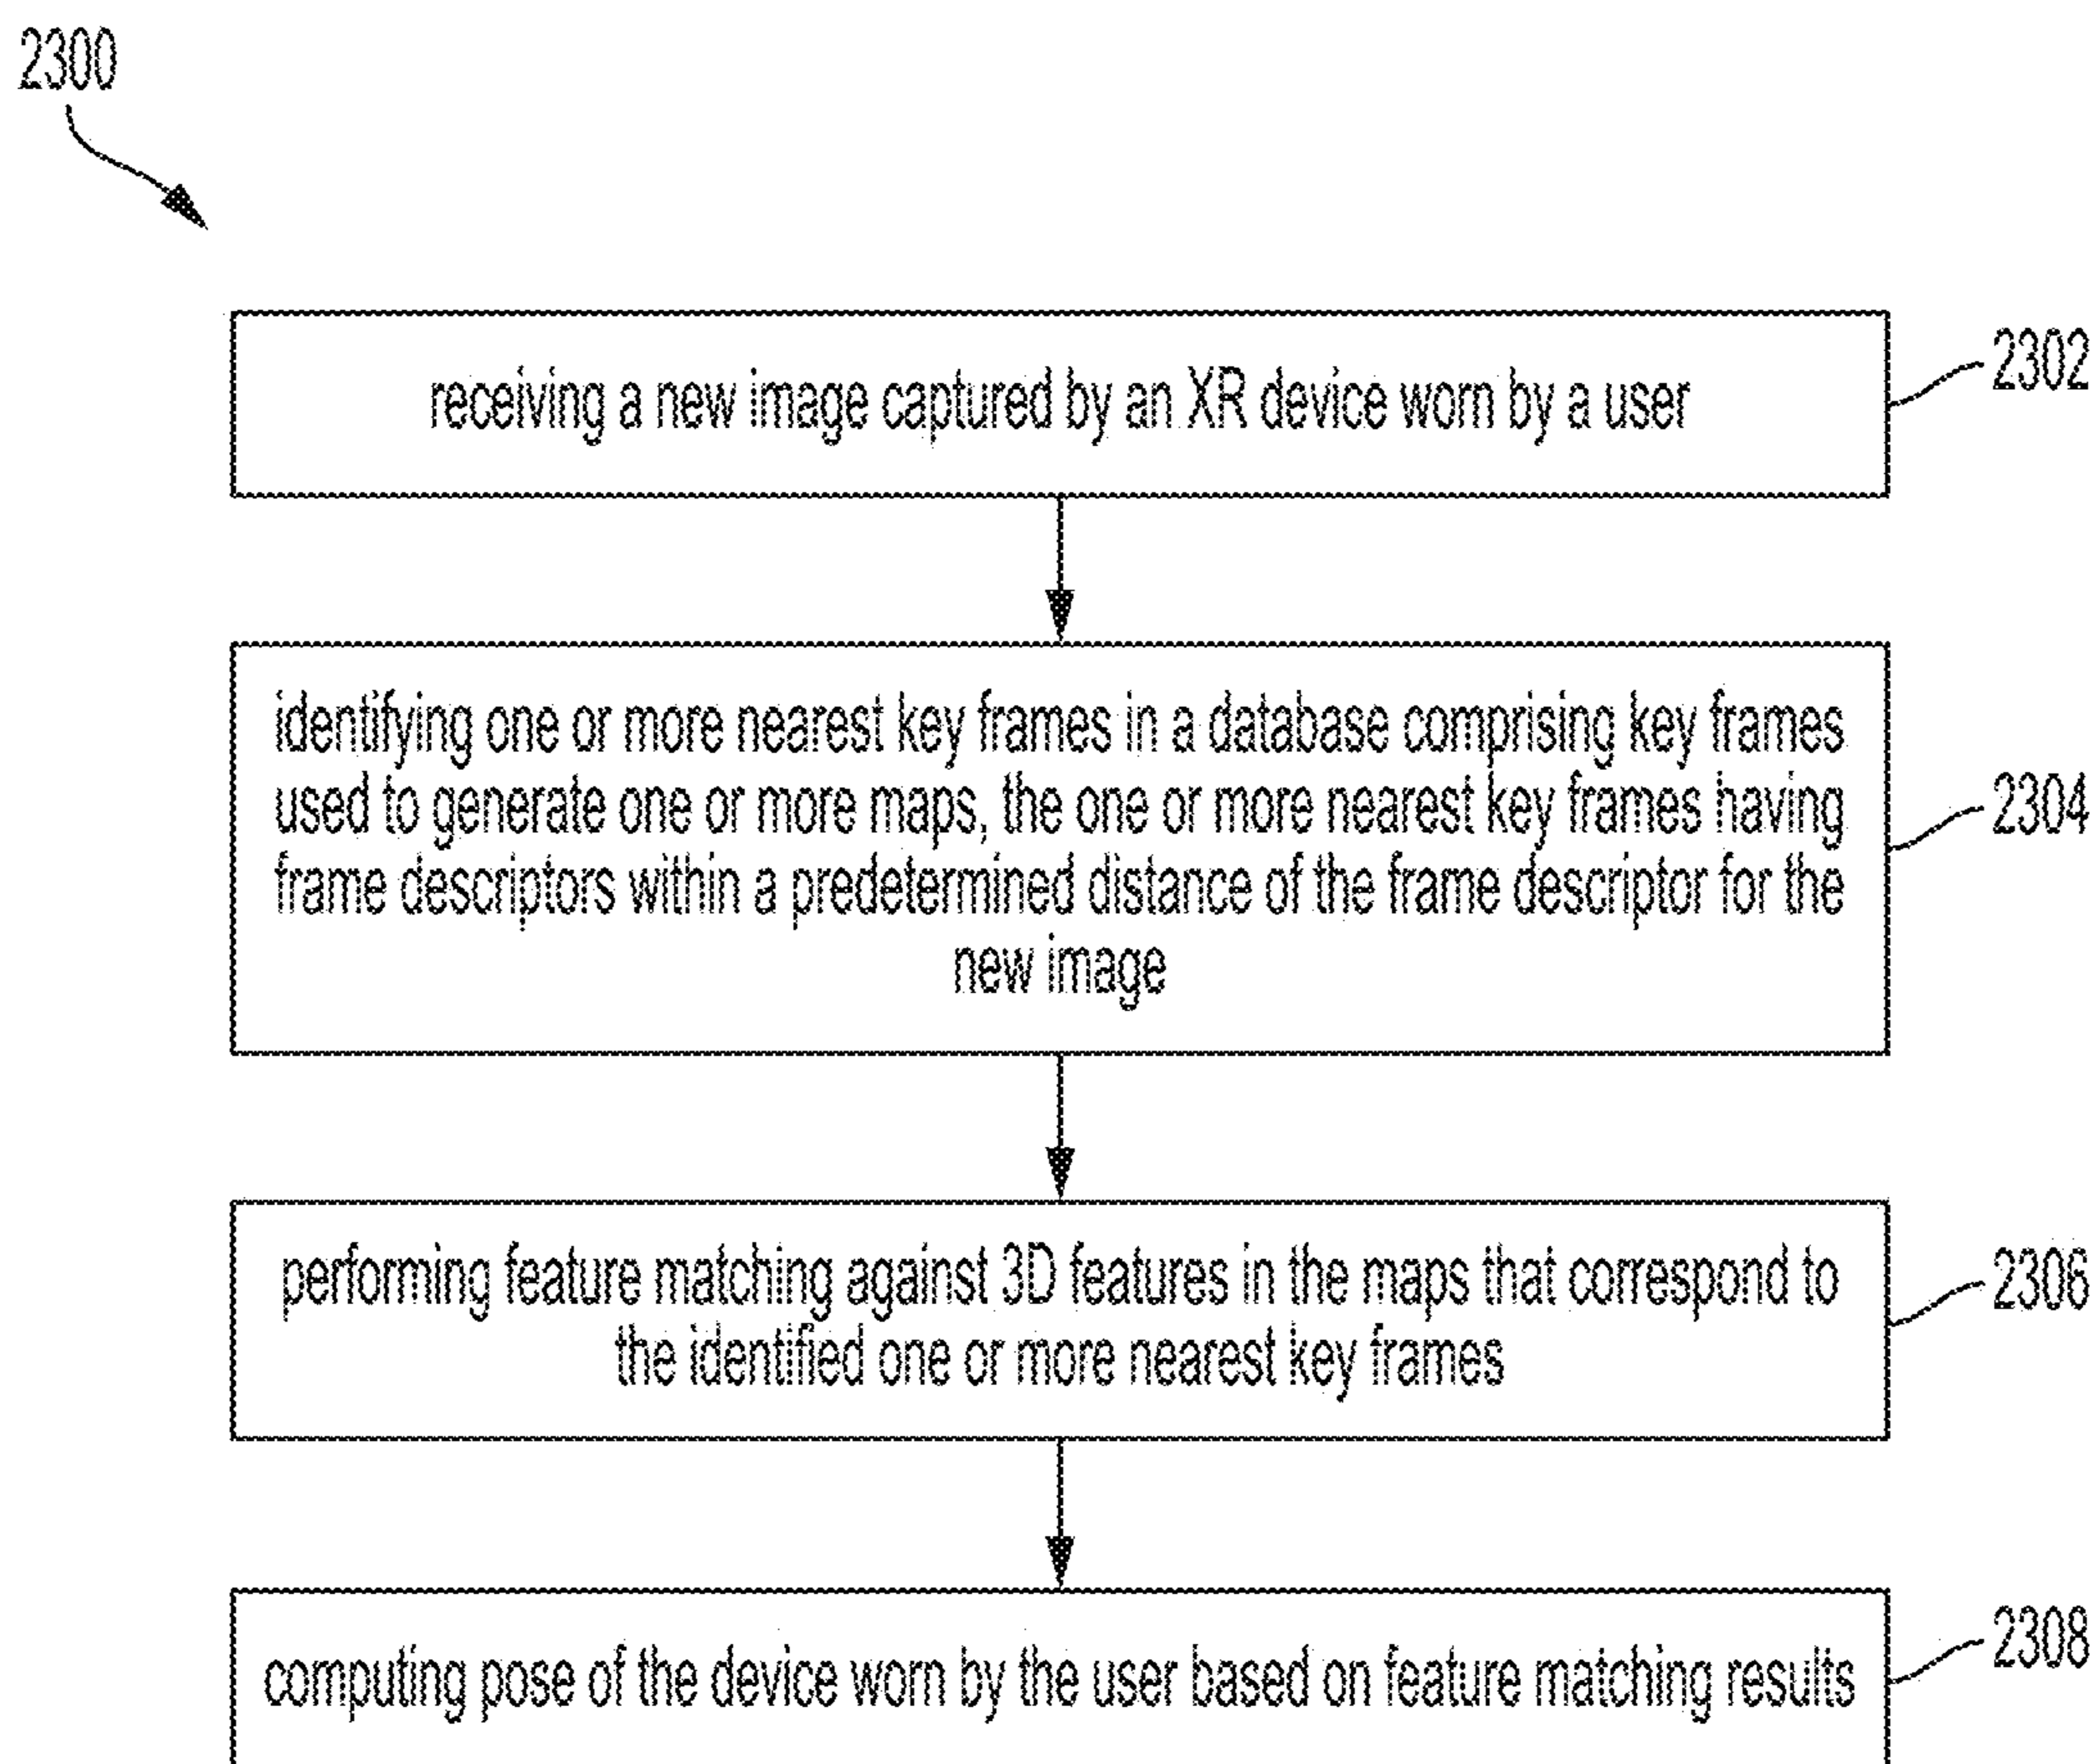 2300
receiving a new image captured by an XR device worn by a user
2302
identifying one or more nearest key frames in a database comprising key frames
used to generate one or more maps, the one or more nearest key frames having
frame descriptors within a predetermined distance of the frame descriptor for the
new image
2304
performing feature matching against 3D features in the maps that correspond to
the identified one or more nearest key frames
2306
computing pose of the device worn by the user based on feature matching results
2308